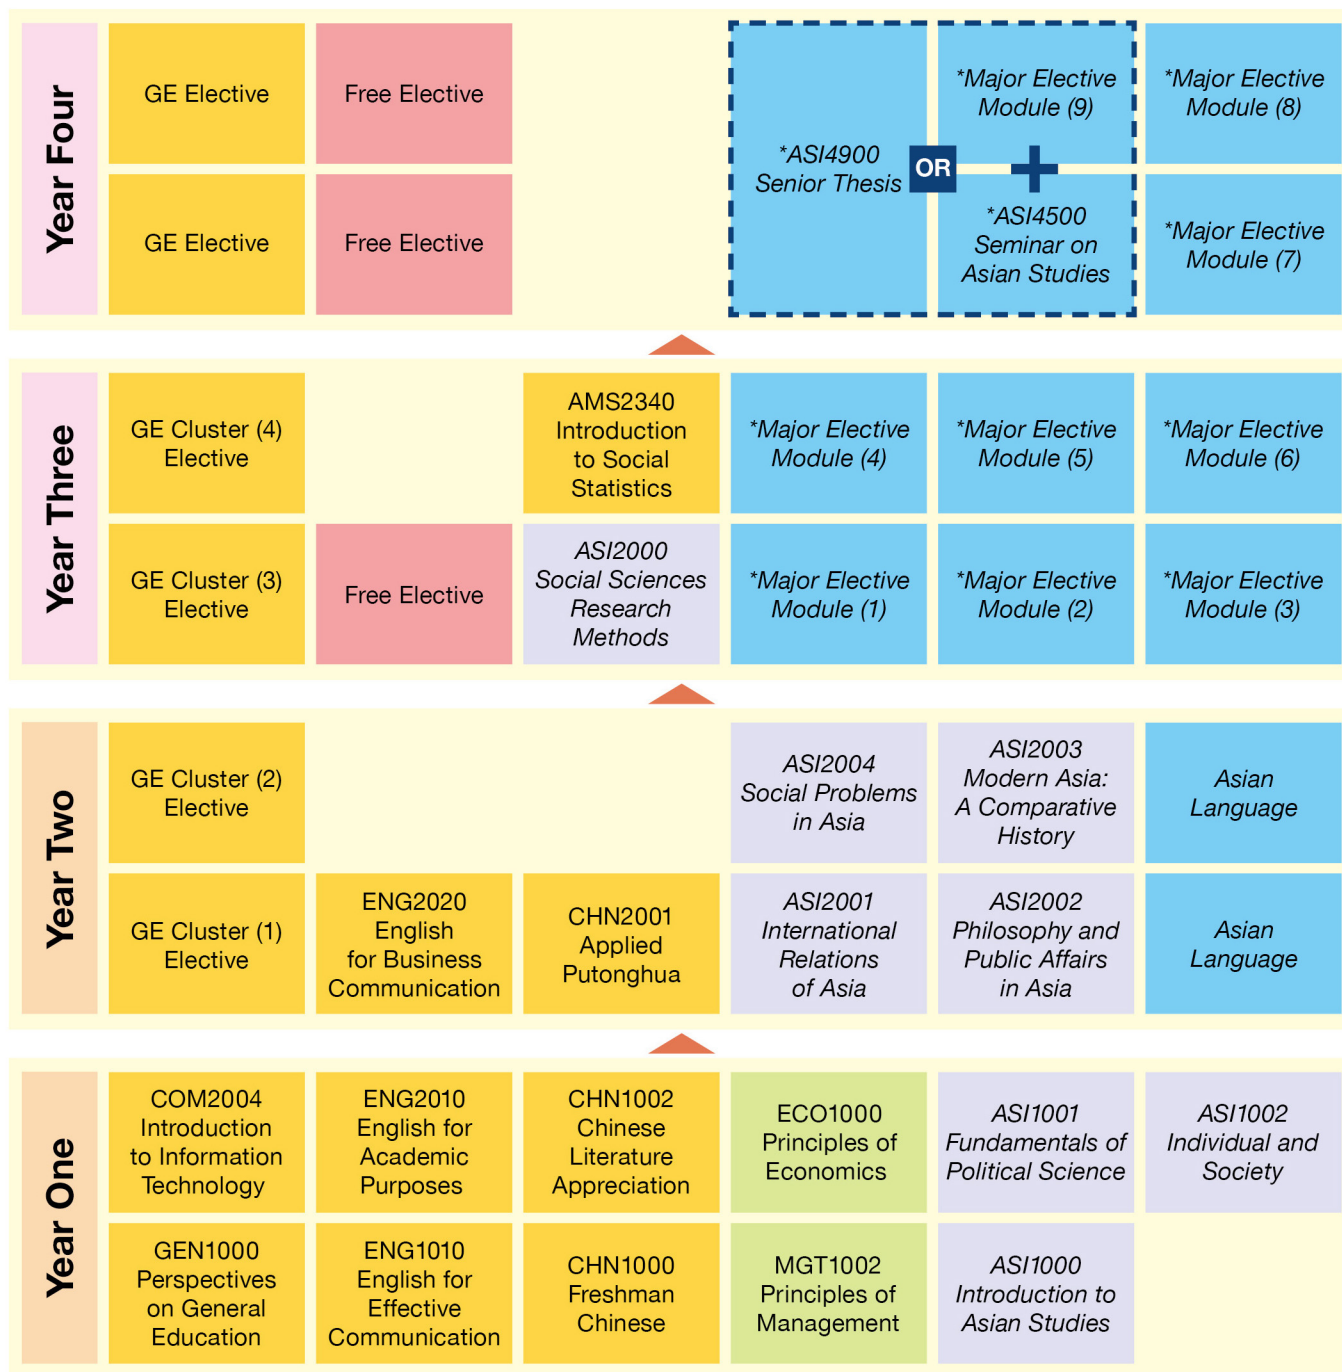 Year Four
GE Elective
Free Elective
*ASI4900
Senior Thesis
OR
*Major Elective
Module (9)
*Major Elective
Module (8)
GE Elective
Free Elective
*ASI4500
Seminar on
Asian Studies
*Major Elective
Module (7)
Year Three
GE Cluster (4)
Elective
AMS2340
Introduction
to Social
Statistics
*Major Elective
Module (4)
*Major Elective
Module (5)
*Major Elective
Module (6)
GE Cluster (3)
Elective
Free Elective
ASI2000
Social Sciences
Research
Methods
*Major Elective
Module (1)
*Major Elective
Module (2)
*Major Elective
Module (3)
Year Two
GE Cluster (2)
Elective
ASI2004
Social Problems
in Asia
ASI2003
Modern Asia:
A Comparative
History
Asian
Language
GE Cluster (1)
Elective
ENG2020
English
for Business
Communication
CHN2001
Applied
Putonghua
ASI2001
International
Relations
of Asia
ASI2002
Philosophy and
Public Affairs
in Asia
Asian
Language
Year One
COM2004
Introduction
to Information
Technology
ENG2010
English for
Academic
Purposes
CHN1002
Chinese
Literature
Appreciation
ECO1000
Principles of
Economics
ASI1001
Fundamentals of
Political Science
ASI1002
Individual and
Society
GEN1000
Perspectives
on General
Education
ENG1010
English for
Effective
Communication
CHN1000
Freshman
Chinese
MGT1002
Principles of
Management
ASI1000
Introduction to
Asian Studies